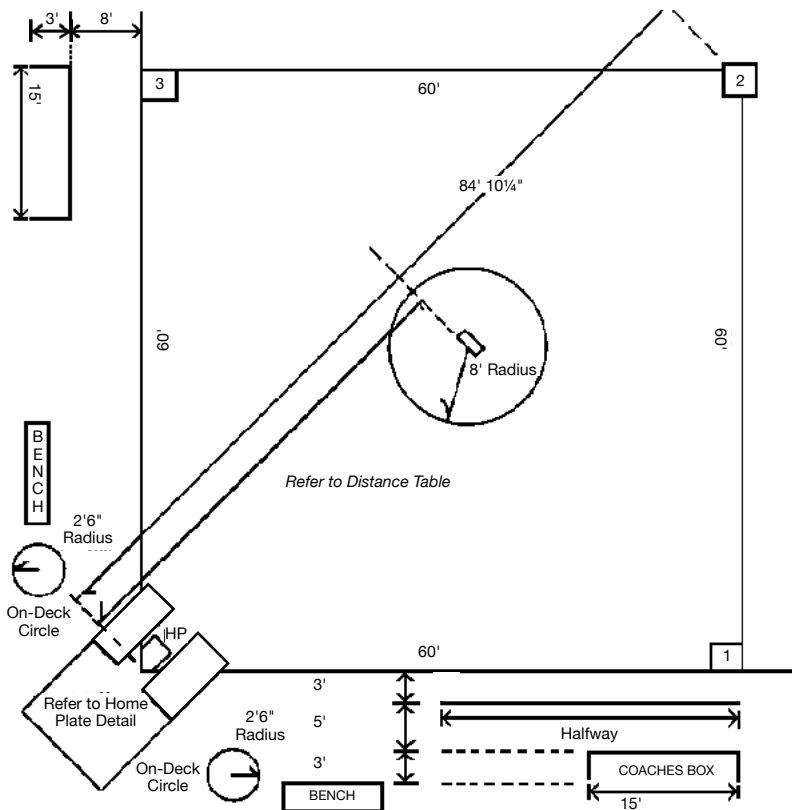 3'
8'
15'
3
60'
2
84' 10¼"
60'
60'
8' Radius
BENCH
Refer to Distance Table
2'6"
Radius
On-Deck
Circle
HP
60'
1
3'
Refer to Home
Plate Detail
2'6"
Radius
5'
Halfway
3'
On-Deck
Circle
COACHES BOX
BENCH
15'